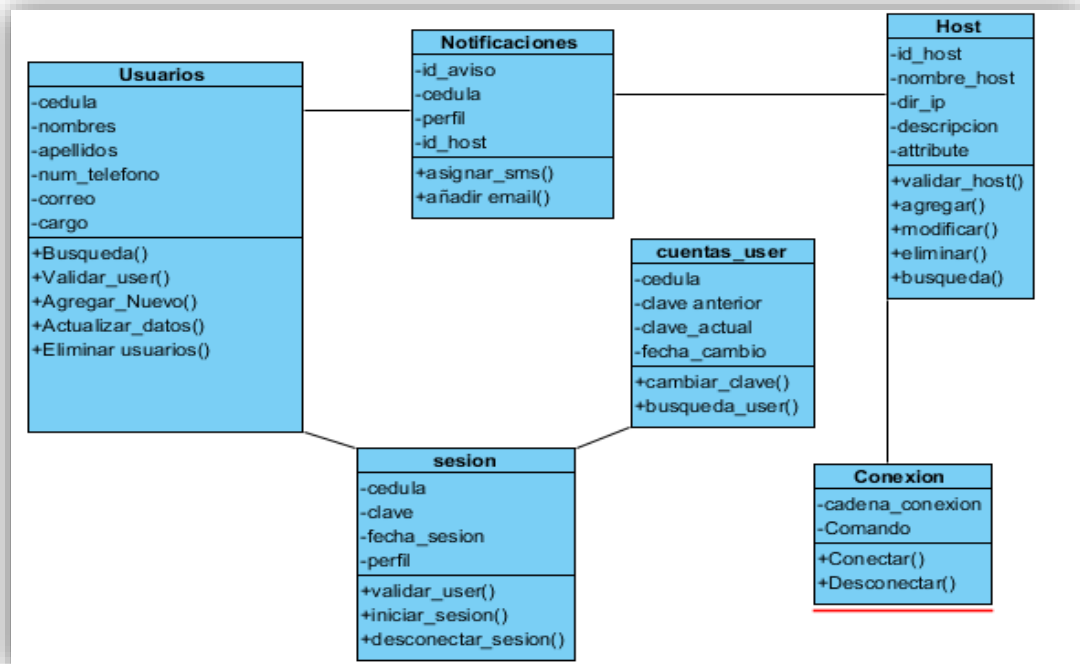 Usuarios
-cedula
-nombres
-apellidos
-num_telefono
-correo
-cargo
+Busqueda()
+Validar_user()
+Agregar_Nuevo()
+Actualizar_datos()
+Eliminar usuarios()
Notificaciones
-id_aviso
-cedula
-perfil
-id_host
+asignar_sms()
+añadir email()
Host
-id_host
-nombre_host
-dir_ip
-descripcion
-attribute
+validar_host()
+agregar()
+modificar()
+eliminar()
+busqueda()
cuentas_user
-cedula
-clave anterior
-clave_actual
-fecha_cambio
+cambiar_clave()
+busqueda_user()
sesion
-cedula
-clave
-fecha_sesion
-perfil
+validar_user()
+iniciar_sesion()
+desconectar_sesion()
Conexion
-cadena_conexion
-Comando
+Conectar()
+Desconectar()